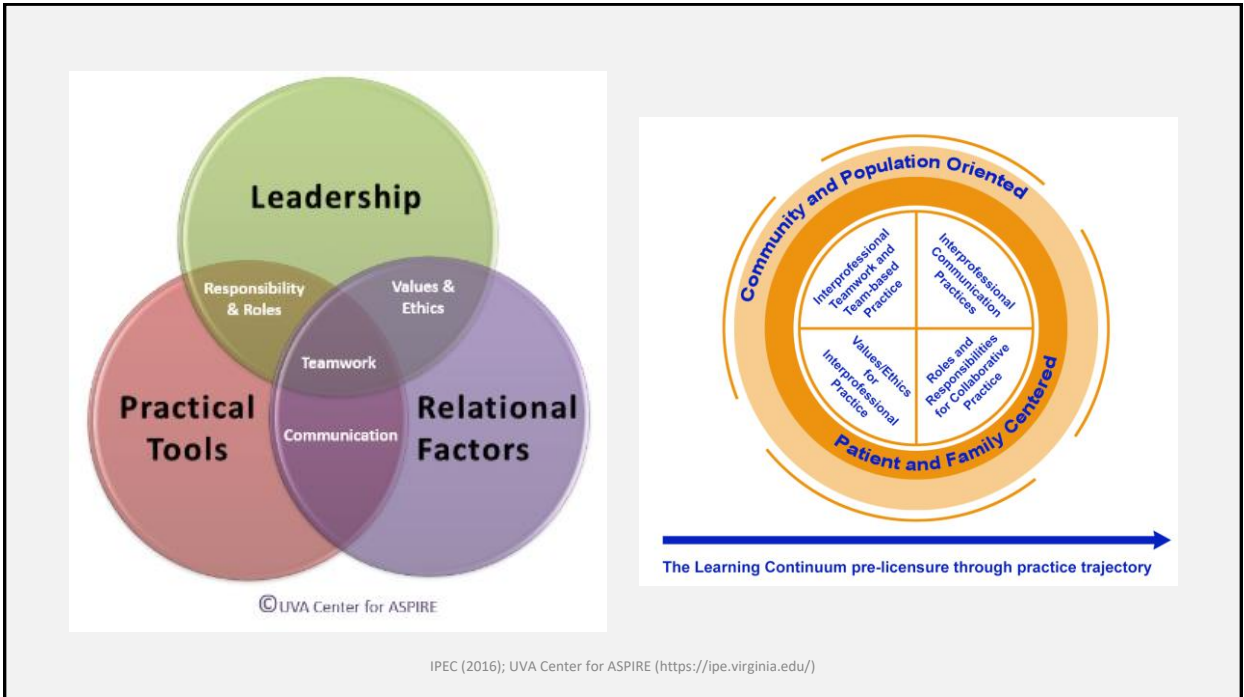 Leadership
Responsibility
& Roles
Values &
Ethics
Teamwork
Practical
Tools
Relational
Factors
Communication
©UVA Center for ASPIRE
Community and Population Oriented
Interprofessional
Teamwork and
Team-based
Practice
Interprofessional
Communication
Practices
Values/Ethics
for
Interprofessional
Practice
Roles and
Responsibilities
for Collaborative
Practice
Patient and Family Centered
The Learning Continuum pre-licensure through practice trajectory
IPEC (2016); UVA Center for ASPIRE (https://ipe.virginia.edu/)